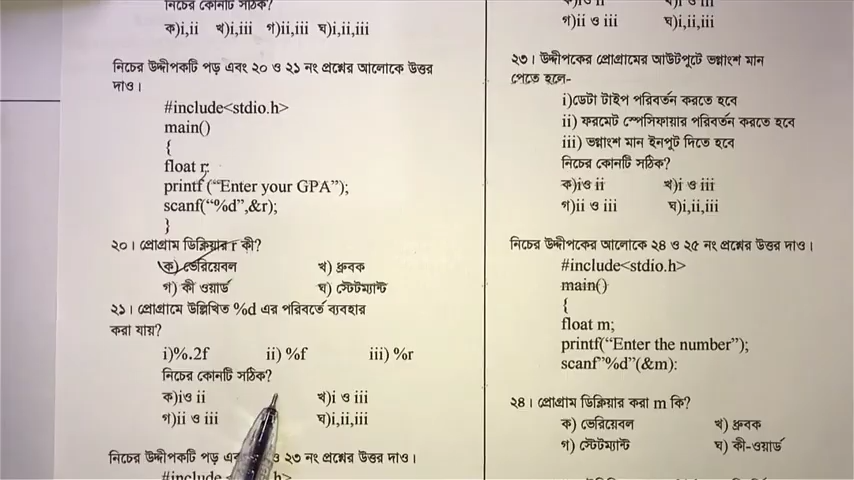 নিচের কোনটি সঠিক?
ক)i,ii খ)i,iii গ)ii,iii ঘ)i,ii,iii
নিচের উদ্দীপকটি পড় এবং ২০ ও ২১ নং প্রশ্নের আলোকে উত্তর
দাও।
#include<stdio.h>
main()
{
float r;
printf (“Enter your GPA”);
scanf(“%d”,&r);
}
২০। প্রোগ্রাম ডিক্লিয়ার r কী?
ক) ভেরিয়েবল খ) ধ্রুবক
গ) কী ওয়ার্ড ঘ) স্টেটম্যান্ট
২১। প্রোগ্রামে উল্লিখিত %d এর পরিবর্তে ব্যবহার
করা যায়?
i)%.2f ii) %f iii) %r
নিচের কোনটি সঠিক?
ক)iও ii খ)i ও iii
গ)ii ও iii ঘ)i,ii,iii
নিচের উদ্দীপকটি পড় ও ২৩ নং প্রশ্নের উত্তর দাও।
#include h>
গ)ii ও iii ঘ)i,ii,iii
২৩। উদ্দীপকের প্রোগ্রামের আউটপুটে ভগ্নাংশ মান
পেতে হলে-
i)ডেটা টাইপ পরিবর্তন করতে হবে
ii) ফরমেট স্পেসিফায়ার পরিবর্তন করতে হবে
iii) ভগ্নাংশ মান ইনপুট দিতে হবে
নিচের কোনটি সঠিক?
ক)iও ii খ)i ও iii
গ)ii ও iii ঘ)i,ii,iii
নিচের উদ্দীপকের আলোকে ২৪ ও ২৫ নং প্রশ্নের উত্তর দাও।
#include<stdio.h>
main()
{
float m;
printf(“Enter the number”);
scanf”%d”(&m):
২৪। প্রোগ্রাম ডিক্লিয়ার করা m কি?
ক) ভেরিয়েবল খ) ধ্রুবক
গ) স্টেটম্যান্ট ঘ) কী-ওয়ার্ড